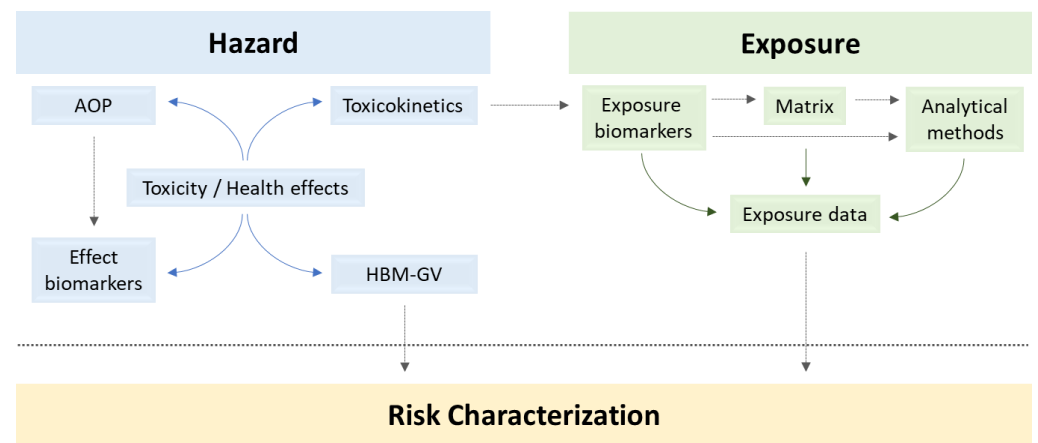 Hazard
Exposure
AOP
Toxicokinetics
Exposure
biomarkers
Matrix
Analytical
methods
Toxicity / Health effects
Exposure data
Effect
biomarkers
HBM-GV
Risk Characterization